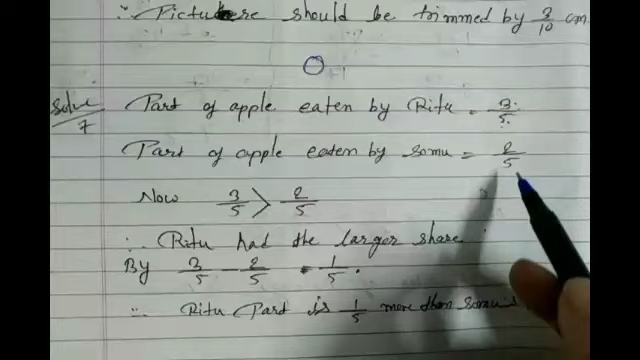 ∴ Picture should be trimmed by 3/10 cm
Solve 7
Part of apple eaten by Ritu = 3/5
Part of apple eaten by somu = 2/5
Now 3/5 > 2/5
∴ Ritu had the larger share
By 3/5 - 2/5 = 1/5.
∴ Ritu Part is 1/5 more than somu's